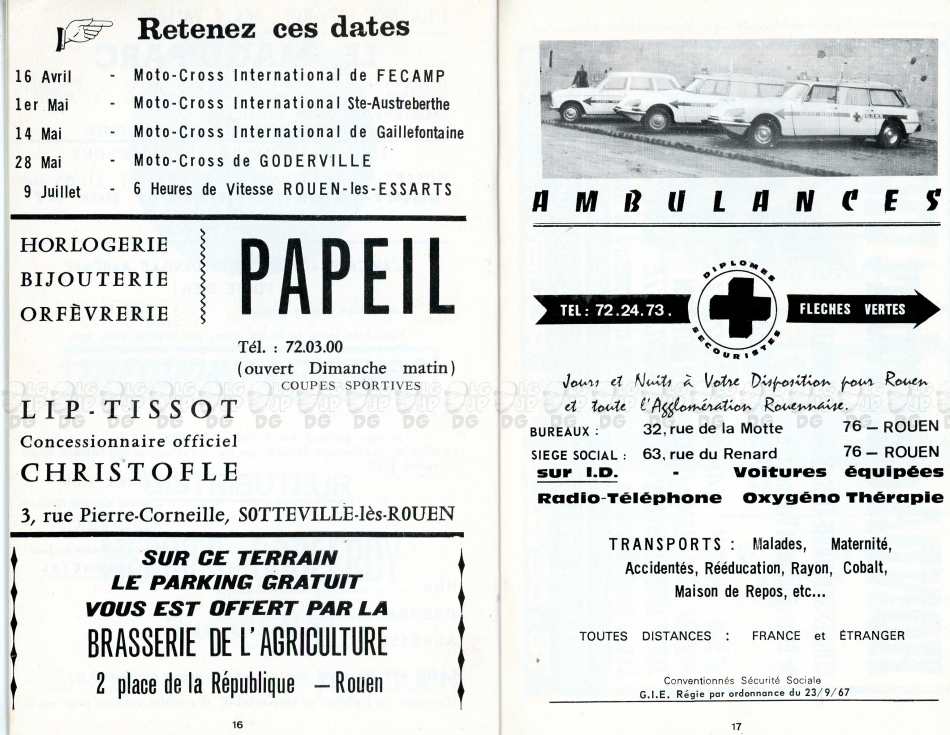 Retenez ces dates
16 Avril - Moto-Cross International de FECAMP
1er Mai - Moto-Cross International Ste-Austreberthe
14 Mai - Moto-Cross International de Gaillefontaine
28 Mai - Moto-Cross de GODERVILLE
9 Juillet - 6 Heures de Vitesse ROUEN-les-ESSARTS
HORLOGERIE
BIJOUTERIE
ORFÈVRERIE
PAPEIL
Tél. : 72.03.00
(ouvert Dimanche matin)
COUPES SPORTIVES
LIP-TISSOT
Concessionnaire officiel
CHRISTOFLE
3, rue Pierre-Corneille, SOTTEVILLE-lès-ROUEN
SUR CE TERRAIN
LE PARKING GRATUIT
VOUS EST OFFERT PAR LA
BRASSERIE DE L'AGRICULTURE
2 place de la République — Rouen
16
AMBULANCES
DIPLOMES
TEL : 72.24.73. FLECHES VERTES
SECOURISTES
Jours et Nuits à Votre Disposition pour Rouen
et toute l'Agglomération Rouennaise.
BUREAUX : 32, rue de la Motte 76 — ROUEN
SIEGE SOCIAL : 63, rue du Renard 76 — ROUEN
sur I.D. - Voitures équipées
Radio-Téléphone Oxygéno Thérapie
TRANSPORTS : Malades, Maternité,
Accidentés, Rééducation, Rayon, Cobalt,
Maison de Repos, etc...
TOUTES DISTANCES : FRANCE et ÉTRANGER
Conventionnés Sécurité Sociale
G.I.E. Régie par ordonnance du 23/9/67
17